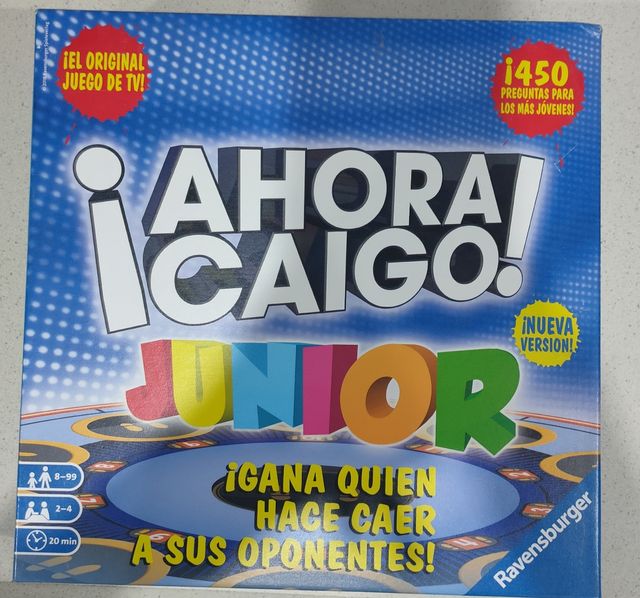 ¡EL ORIGINAL
JUEGO DE TV!
¡450
PREGUNTAS PARA
LOS MÁS JÓVENES!
¡AHORA
CAIGO!
JUNIOR
¡NUEVA
VERSION!
8–99
2–4
20 min
¡GANA QUIEN
HACE CAER
A SUS OPONENTES!
Ravensburger